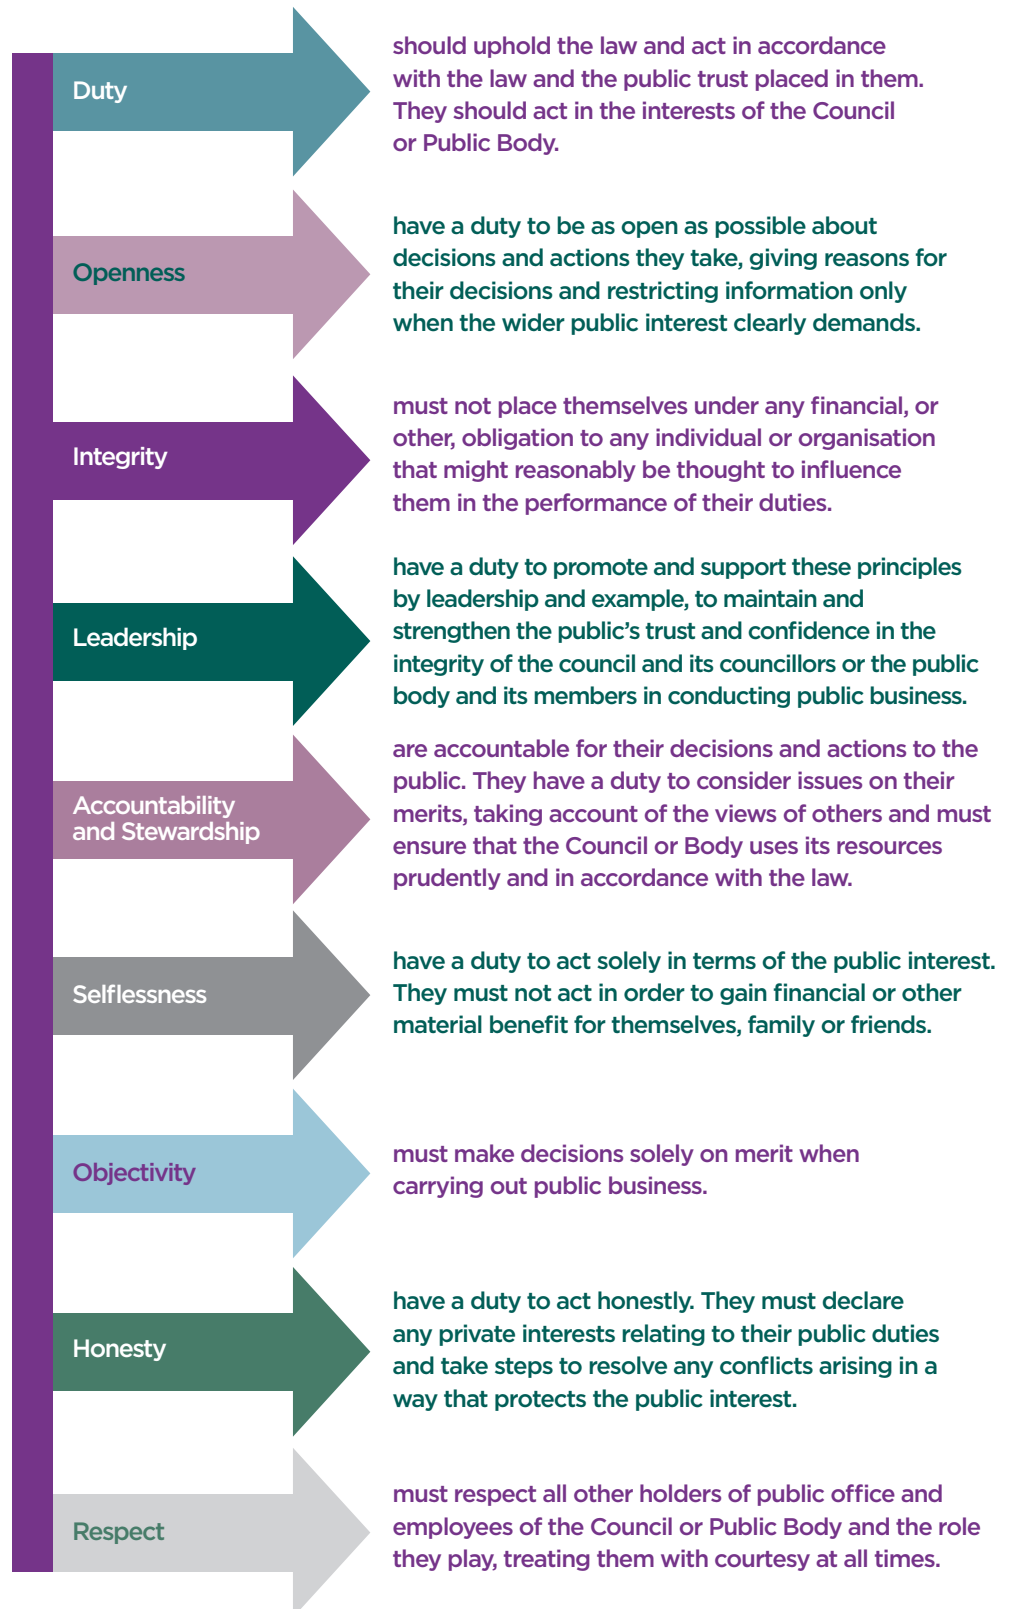 Duty
should uphold the law and act in accordance
with the law and the public trust placed in them.
They should act in the interests of the Council
or Public Body.
Openness
have a duty to be as open as possible about
decisions and actions they take, giving reasons for
their decisions and restricting information only
when the wider public interest clearly demands.
Integrity
must not place themselves under any financial, or
other, obligation to any individual or organisation
that might reasonably be thought to influence
them in the performance of their duties.
Leadership
have a duty to promote and support these principles
by leadership and example, to maintain and
strengthen the public’s trust and confidence in the
integrity of the council and its councillors or the public
body and its members in conducting public business.
Accountability
and Stewardship
are accountable for their decisions and actions to the
public. They have a duty to consider issues on their
merits, taking account of the views of others and must
ensure that the Council or Body uses its resources
prudently and in accordance with the law.
Selflessness
have a duty to act solely in terms of the public interest.
They must not act in order to gain financial or other
material benefit for themselves, family or friends.
Objectivity
must make decisions solely on merit when
carrying out public business.
Honesty
have a duty to act honestly. They must declare
any private interests relating to their public duties
and take steps to resolve any conflicts arising in a
way that protects the public interest.
Respect
must respect all other holders of public office and
employees of the Council or Public Body and the role
they play, treating them with courtesy at all times.